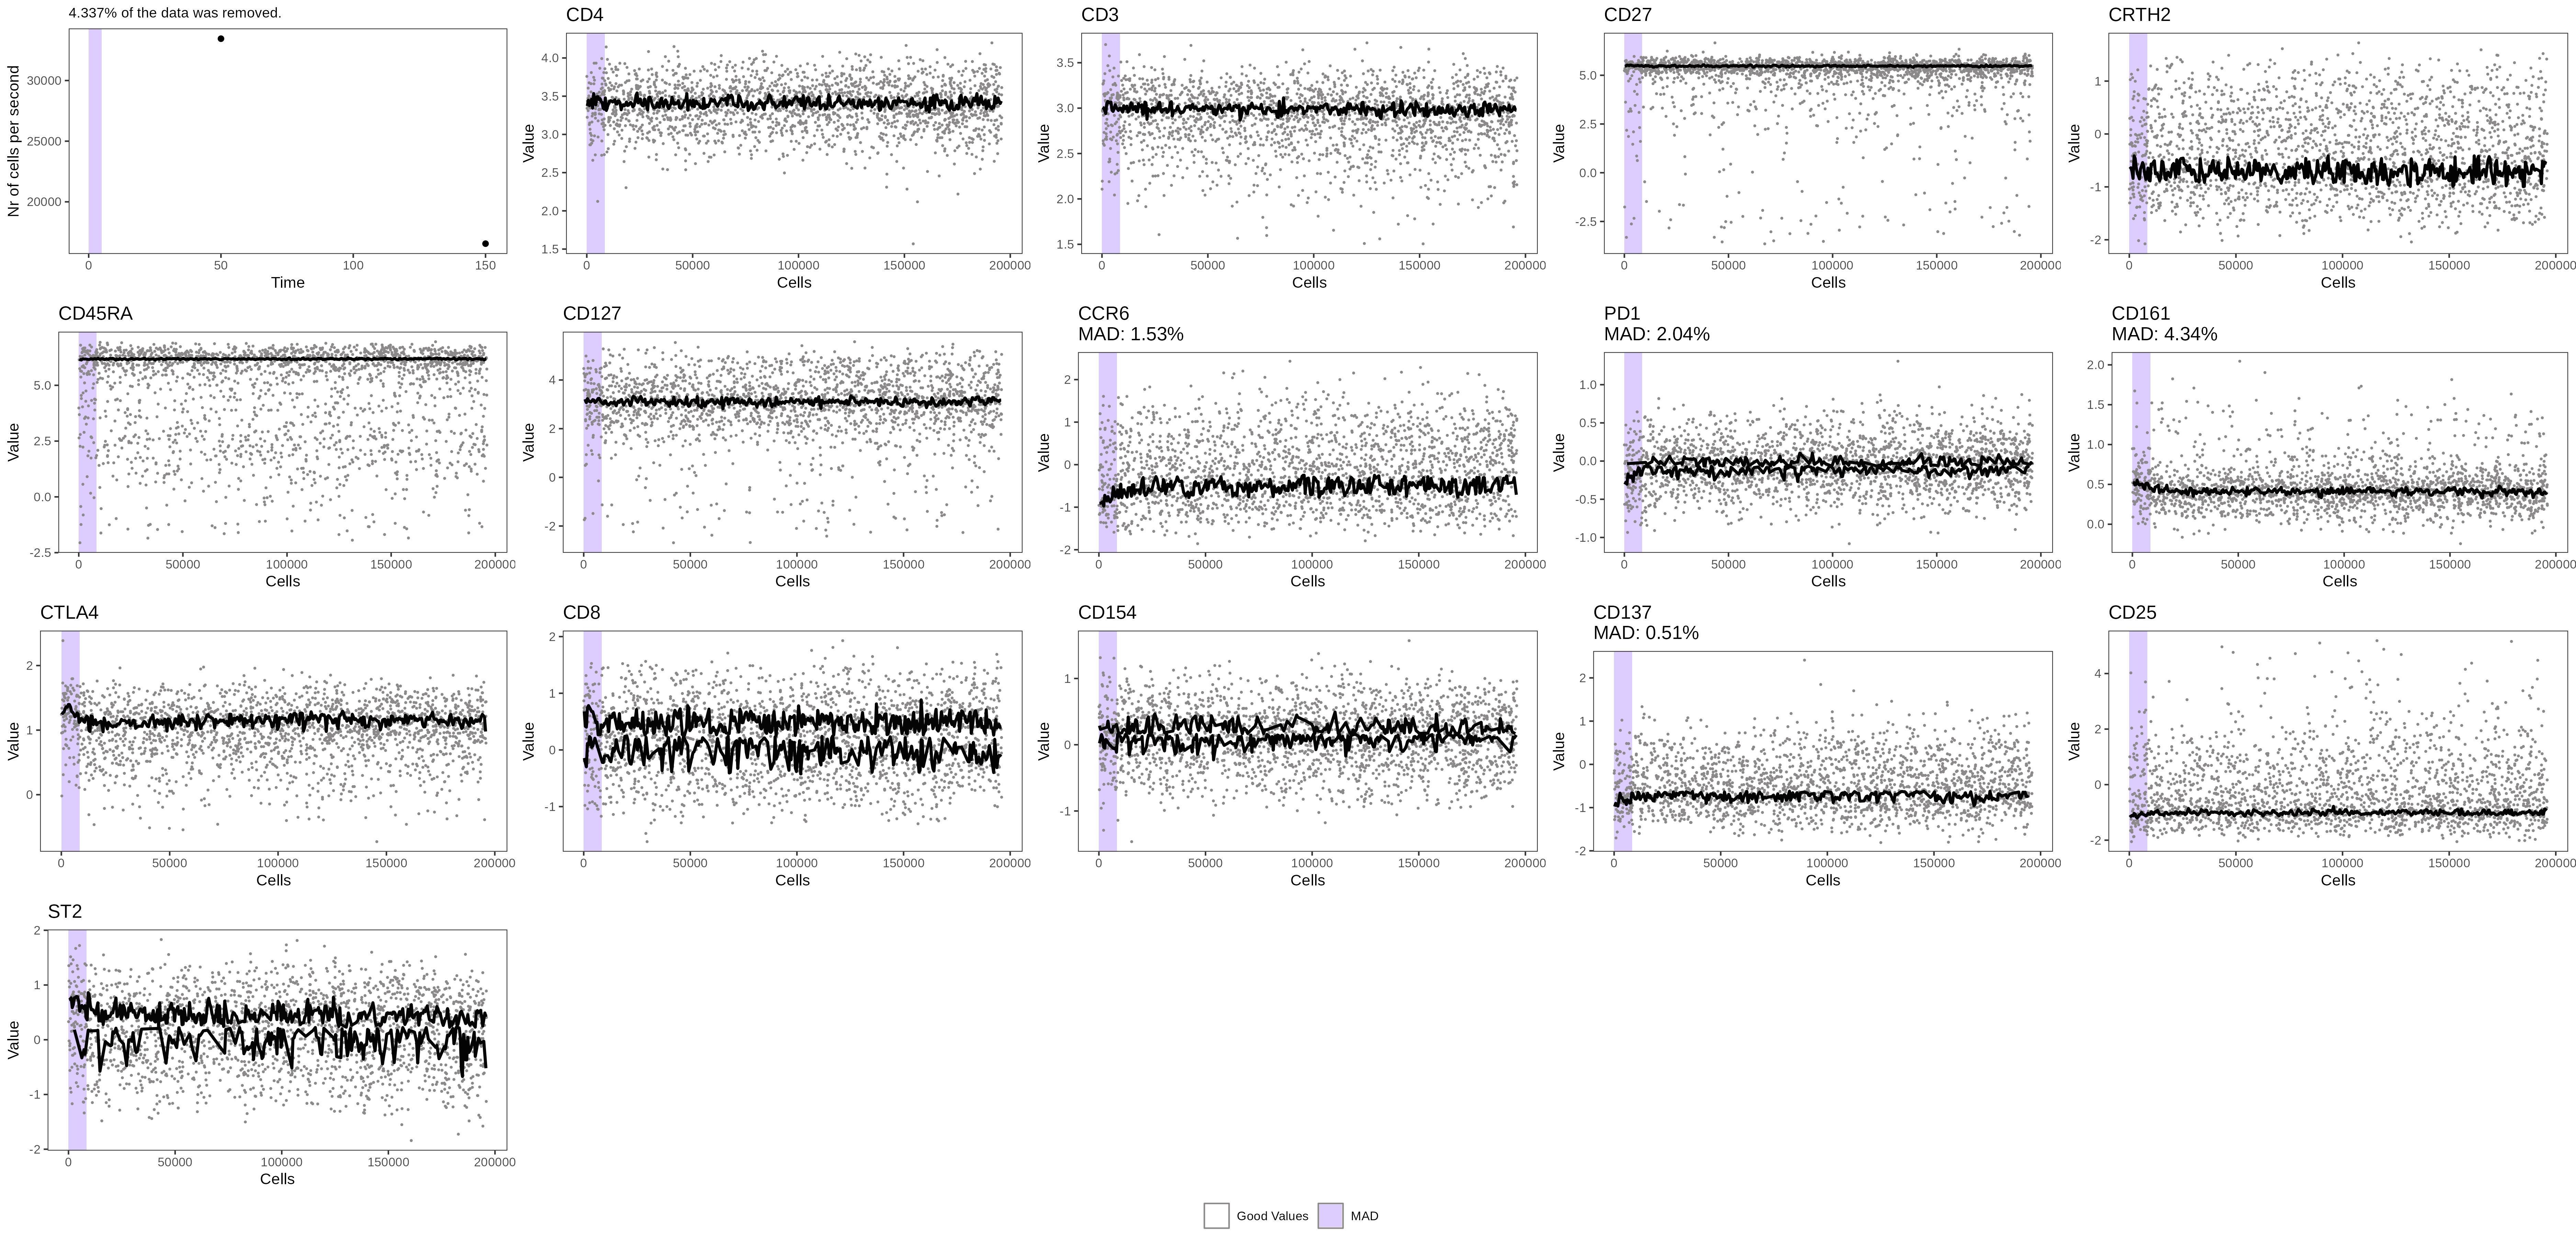 4.337% of the data was removed.
Nr of cells per second
30000
25000
20000
0 50 100 150
Time
CD4
Value
4.0
3.5
3.0
2.5
2.0
1.5
0 50000 100000 150000 200000
Cells
CD3
Value
3.5
3.0
2.5
2.0
1.5
0 50000 100000 150000 200000
Cells
CD27
Value
5.0
2.5
0.0
-2.5
0 50000 100000 150000 200000
Cells
CRTH2
Value
1
0
-1
-2
0 50000 100000 150000 200000
Cells
CD45RA
Value
5.0
2.5
0.0
-2.5
0 50000 100000 150000 200000
Cells
CD127
Value
4
2
0
-2
0 50000 100000 150000 200000
Cells
CCR6
MAD: 1.53%
Value
2
1
0
-1
-2
0 50000 100000 150000 200000
Cells
PD1
MAD: 2.04%
Value
1.0
0.5
0.0
-0.5
-1.0
0 50000 100000 150000 200000
Cells
CD161
MAD: 4.34%
Value
2.0
1.5
1.0
0.5
0.0
0 50000 100000 150000 200000
Cells
CTLA4
Value
2
1
0
0 50000 100000 150000 200000
Cells
CD8
Value
2
1
0
-1
0 50000 100000 150000 200000
Cells
CD154
Value
1
0
-1
0 50000 100000 150000 200000
Cells
CD137
MAD: 0.51%
Value
2
1
0
-1
-2
0 50000 100000 150000 200000
Cells
CD25
Value
4
2
0
-2
0 50000 100000 150000 200000
Cells
ST2
Value
2
1
0
-1
-2
0 50000 100000 150000 200000
Cells
Good Values MAD